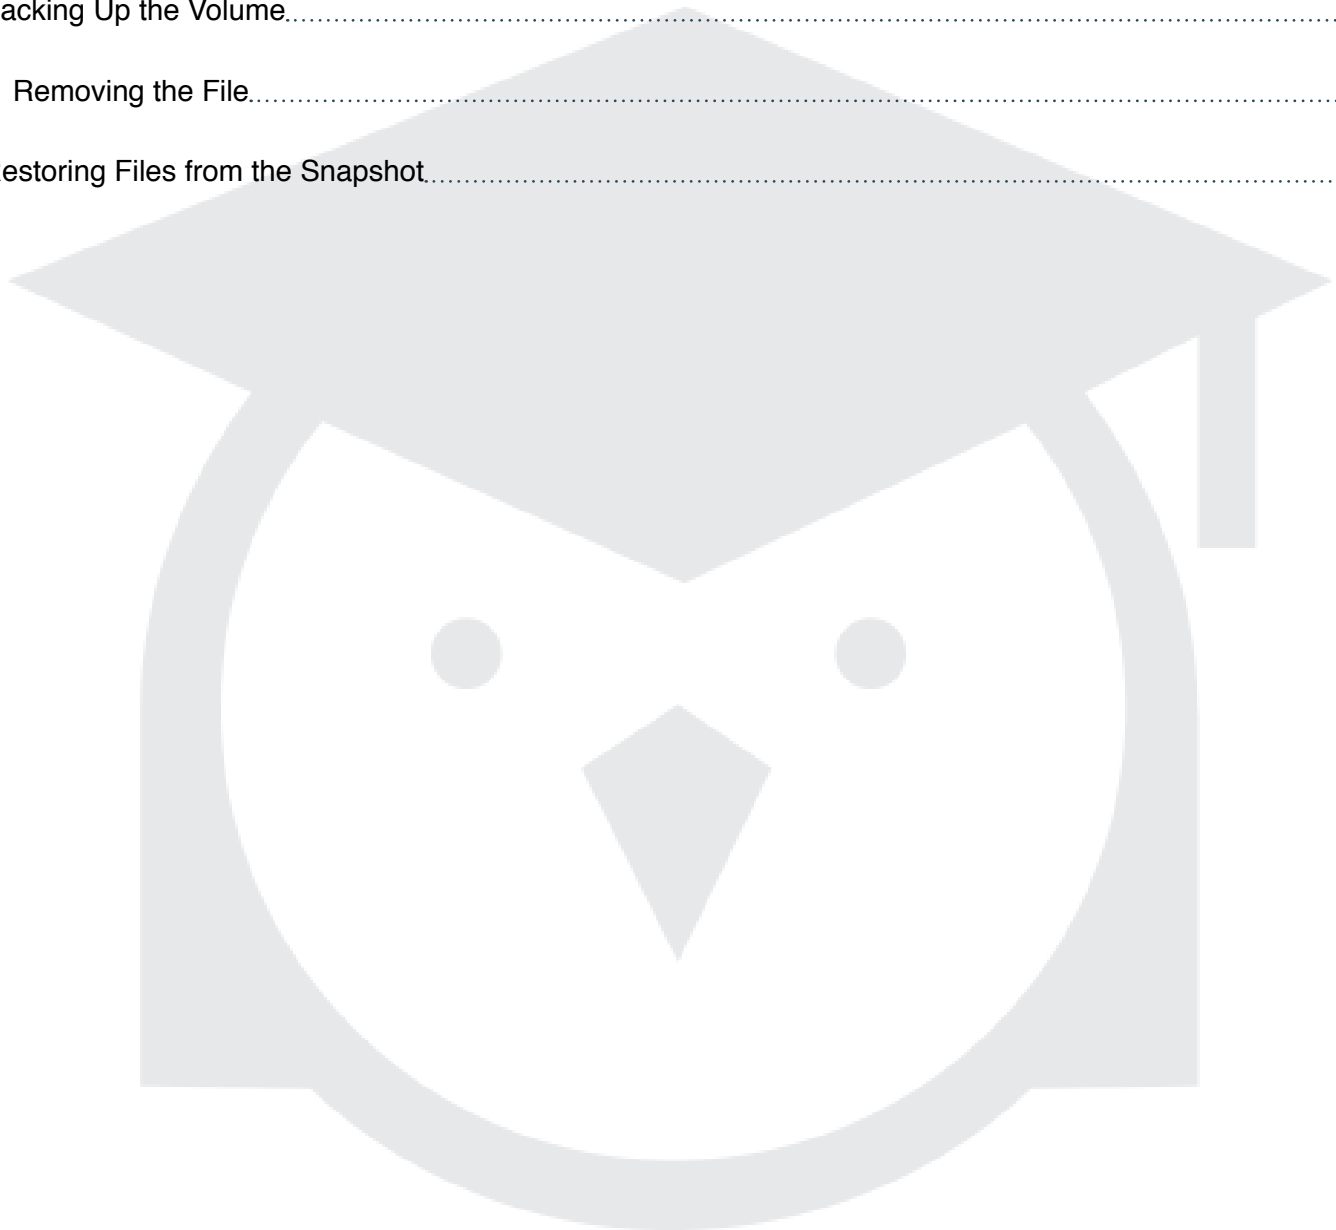 acking Up the Volume
Removing the File
estoring Files from the Snapshot